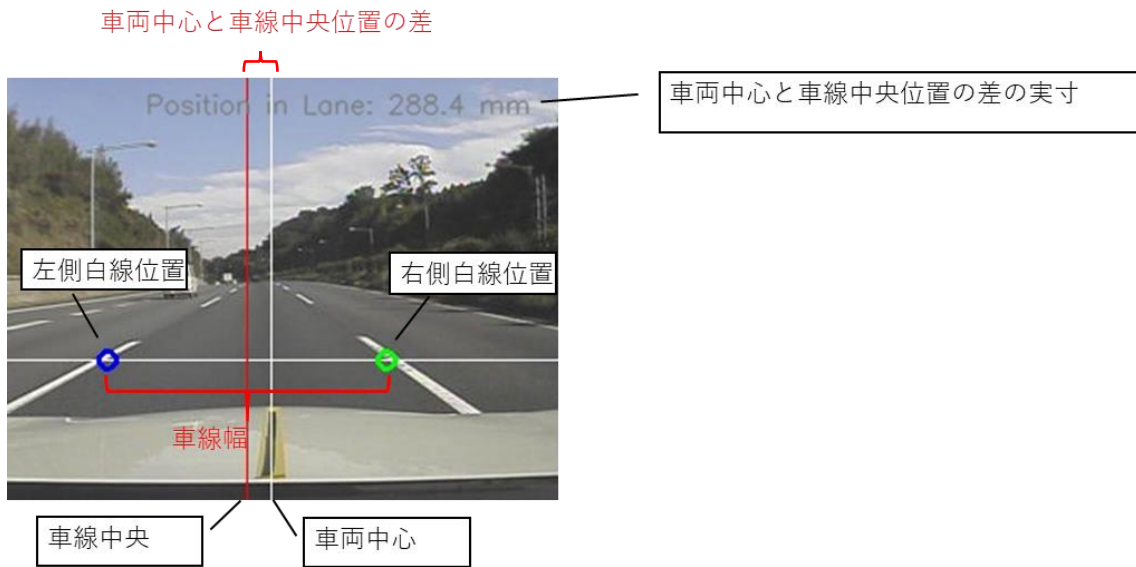 車両中心と車線中央位置の差
Position in Lane: 288.4 mm
車両中心と車線中央位置の差の実寸
左側白線位置
右側白線位置
車線幅
車線中央
車両中心